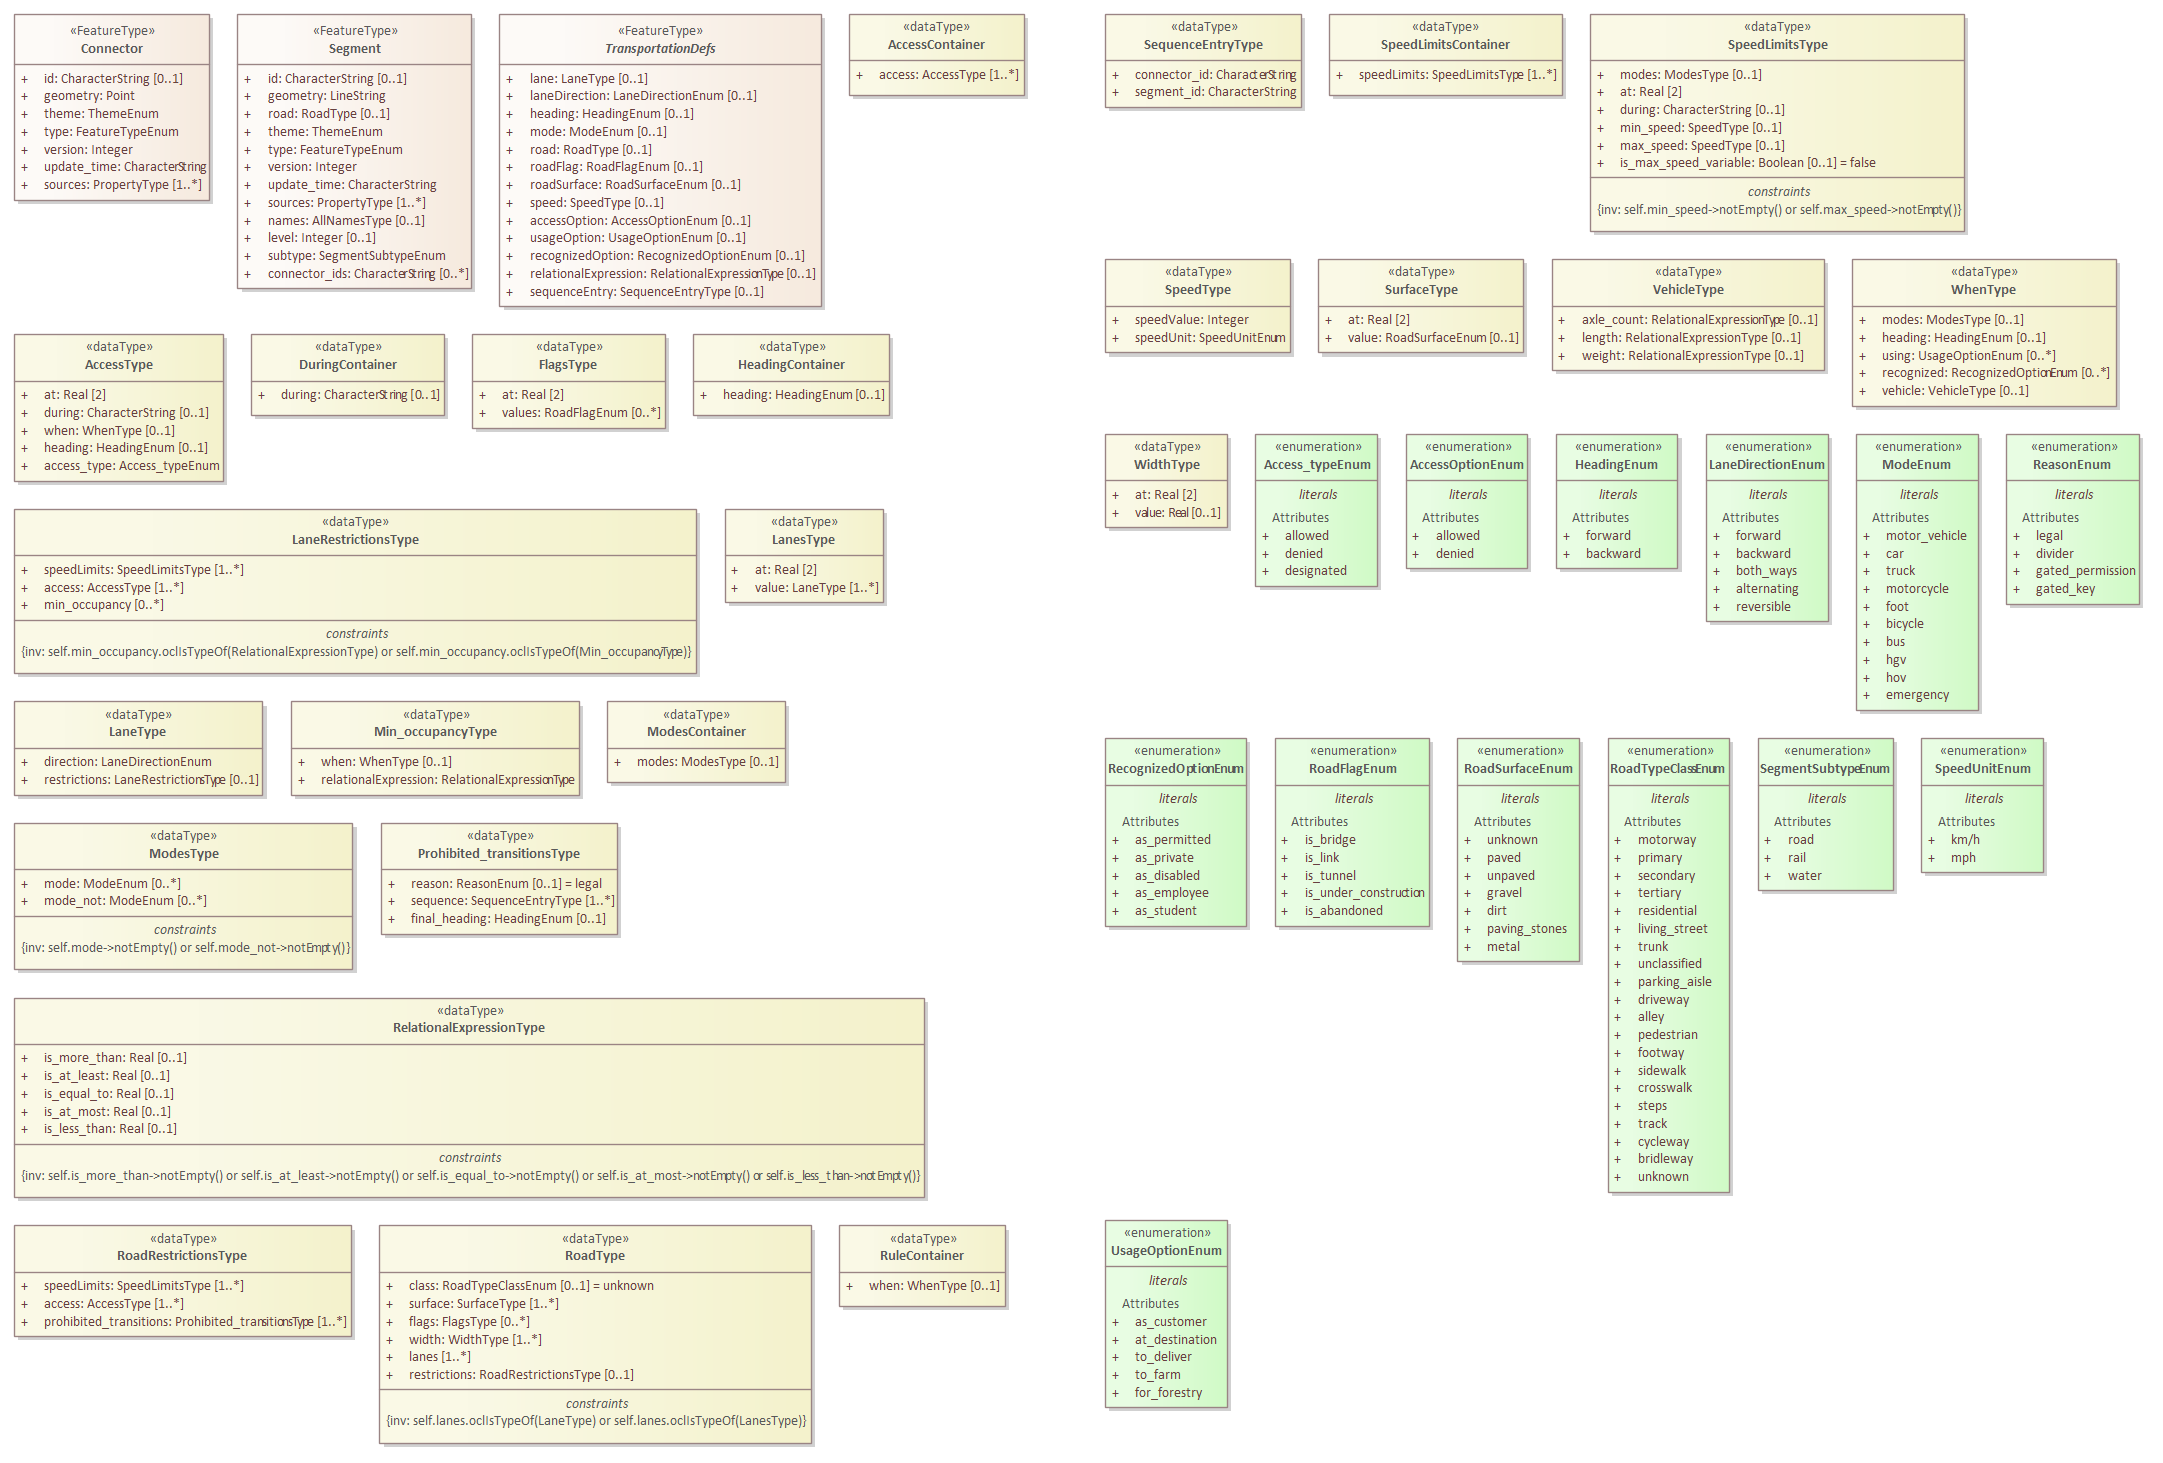 «FeatureType»
Connector
+ id: CharacterString [0..1]
+ geometry: Point
+ theme: ThemeEnum
+ type: FeatureTypeEnum
+ version: Integer
+ update_time: CharacterString
+ sources: PropertyType [1..*]
«FeatureType»
Segment
+ id: CharacterString [0..1]
+ geometry: LineString
+ road: RoadType [0..1]
+ theme: ThemeEnum
+ type: FeatureTypeEnum
+ version: Integer
+ update_time: CharacterString
+ sources: PropertyType [1..*]
+ names: AllNamesType [0..1]
+ level: Integer [0..1]
+ subtype: SegmentSubtypeEnum
+ connector_ids: CharacterString [0..*]
«FeatureType»
TransportationDefs
+ lane: LaneType [0..1]
+ laneDirection: LaneDirectionEnum [0..1]
+ heading: HeadingEnum [0..1]
+ mode: ModeEnum [0..1]
+ road: RoadType [0..1]
+ roadFlag: RoadFlagEnum [0..1]
+ roadSurface: RoadSurfaceEnum [0..1]
+ speed: SpeedType [0..1]
+ accessOption: AccessOptionEnum [0..1]
+ usageOption: UsageOptionEnum [0..1]
+ recognizedOption: RecognizedOptionEnum [0..1]
+ relationalExpression: RelationalExpressionType [0..1]
+ sequenceEntry: SequenceEntryType [0..1]
«dataType»
AccessContainer
+ access: AccessType [1..*]
«dataType»
AccessType
+ at: Real [2]
+ during: CharacterString [0..1]
+ when: WhenType [0..1]
+ heading: HeadingEnum [0..1]
+ access_type: Access_typeEnum
«dataType»
DuringContainer
+ during: CharacterString [0..1]
«dataType»
FlagsType
+ at: Real [2]
+ values: RoadFlagEnum [0..*]
«dataType»
HeadingContainer
+ heading: HeadingEnum [0..1]
«dataType»
LaneRestrictionsType
+ speedLimits: SpeedLimitsType [1..*]
+ access: AccessType [1..*]
+ min_occupancy [0..*]
constraints
{inv: self.min_occupancy.oclIsTypeOf(RelationalExpressionType) or self.min_occupancy.oclIsTypeOf(Min_occupancyType)}
«dataType»
LanesType
+ at: Real [2]
+ value: LaneType [1..*]
«dataType»
LaneType
+ direction: LaneDirectionEnum
+ restrictions: LaneRestrictionsType [0..1]
«dataType»
Min_occupancyType
+ when: WhenType [0..1]
+ relationalExpression: RelationalExpressionType
«dataType»
ModesContainer
+ modes: ModesType [0..1]
«dataType»
ModesType
+ mode: ModeEnum [0..*]
+ mode_not: ModeEnum [0..*]
constraints
{inv: self.mode->notEmpty() or self.mode_not->notEmpty()}
«dataType»
Prohibited_transitionsType
+ reason: ReasonEnum [0..1] = legal
+ sequence: SequenceEntryType [1..*]
+ final_heading: HeadingEnum [0..1]
«dataType»
RelationalExpressionType
+ is_more_than: Real [0..1]
+ is_at_least: Real [0..1]
+ is_equal_to: Real [0..1]
+ is_at_most: Real [0..1]
+ is_less_than: Real [0..1]
constraints
{inv: self.is_more_than->notEmpty() or self.is_at_least->notEmpty() or self.is_equal_to->notEmpty() or self.is_at_most->notEmpty() or self.is_less_than->notEmpty()}
«dataType»
RoadRestrictionsType
+ speedLimits: SpeedLimitsType [1..*]
+ access: AccessType [1..*]
+ prohibited_transitions: Prohibited_transitionsType [1..*]
«dataType»
RoadType
+ class: RoadTypeClassEnum [0..1] = unknown
+ surface: SurfaceType [1..*]
+ flags: FlagsType [0..*]
+ width: WidthType [1..*]
+ lanes [1..*]
+ restrictions: RoadRestrictionsType [0..1]
constraints
{inv: self.lanes.oclIsTypeOf(LaneType) or self.lanes.oclIsTypeOf(LanesType)}
«dataType»
RuleContainer
+ when: WhenType [0..1]
«dataType»
SequenceEntryType
+ connector_id: CharacterString
+ segment_id: CharacterString
«dataType»
SpeedLimitsContainer
+ speedLimits: SpeedLimitsType [1..*]
«dataType»
SpeedLimitsType
+ modes: ModesType [0..1]
+ at: Real [2]
+ during: CharacterString [0..1]
+ min_speed: SpeedType [0..1]
+ max_speed: SpeedType [0..1]
+ is_max_speed_variable: Boolean [0..1] = false
constraints
{inv: self.min_speed->notEmpty() or self.max_speed->notEmpty()}
«dataType»
SpeedType
+ speedValue: Integer
+ speedUnit: SpeedUnitEnum
«dataType»
SurfaceType
+ at: Real [2]
+ value: RoadSurfaceEnum [0..1]
«dataType»
VehicleType
+ axle_count: RelationalExpressionType [0..1]
+ length: RelationalExpressionType [0..1]
+ weight: RelationalExpressionType [0..1]
«dataType»
WhenType
+ modes: ModesType [0..1]
+ heading: HeadingEnum [0..1]
+ using: UsageOptionEnum [0..*]
+ recognized: RecognizedOptionEnum [0..*]
+ vehicle: VehicleType [0..1]
«dataType»
WidthType
+ at: Real [2]
+ value: Real [0..1]
«enumeration»
Access_typeEnum
literals
Attributes
+ allowed
+ denied
+ designated
«enumeration»
AccessOptionEnum
literals
Attributes
+ allowed
+ denied
«enumeration»
HeadingEnum
literals
Attributes
+ forward
+ backward
«enumeration»
LaneDirectionEnum
literals
Attributes
+ forward
+ backward
+ both_ways
+ alternating
+ reversible
«enumeration»
ModeEnum
literals
Attributes
+ motor_vehicle
+ car
+ truck
+ motorcycle
+ foot
+ bicycle
+ bus
+ hgv
+ hov
+ emergency
«enumeration»
ReasonEnum
literals
Attributes
+ legal
+ divider
+ gated_permission
+ gated_key
«enumeration»
RecognizedOptionEnum
literals
Attributes
+ as_permitted
+ as_private
+ as_disabled
+ as_employee
+ as_student
«enumeration»
RoadFlagEnum
literals
Attributes
+ is_bridge
+ is_link
+ is_tunnel
+ is_under_construction
+ is_abandoned
«enumeration»
RoadSurfaceEnum
literals
Attributes
+ unknown
+ paved
+ unpaved
+ gravel
+ dirt
+ paving_stones
+ metal
«enumeration»
RoadTypeClassEnum
literals
Attributes
+ motorway
+ primary
+ secondary
+ tertiary
+ residential
+ living_street
+ trunk
+ unclassified
+ parking_aisle
+ driveway
+ alley
+ pedestrian
+ footway
+ sidewalk
+ crosswalk
+ steps
+ track
+ cycleway
+ bridleway
+ unknown
«enumeration»
SegmentSubtypeEnum
literals
Attributes
+ road
+ rail
+ water
«enumeration»
SpeedUnitEnum
literals
Attributes
+ km/h
+ mph
«enumeration»
UsageOptionEnum
literals
Attributes
+ as_customer
+ at_destination
+ to_deliver
+ to_farm
+ for_forestry